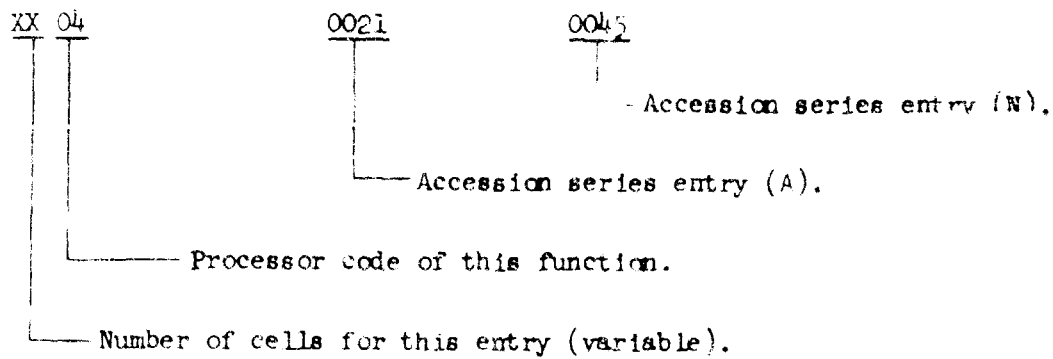 XX 04 0021 0045
Accession series entry (N).
Accession series entry (A).
Processor code of this function.
Number of cells for this entry (variable).